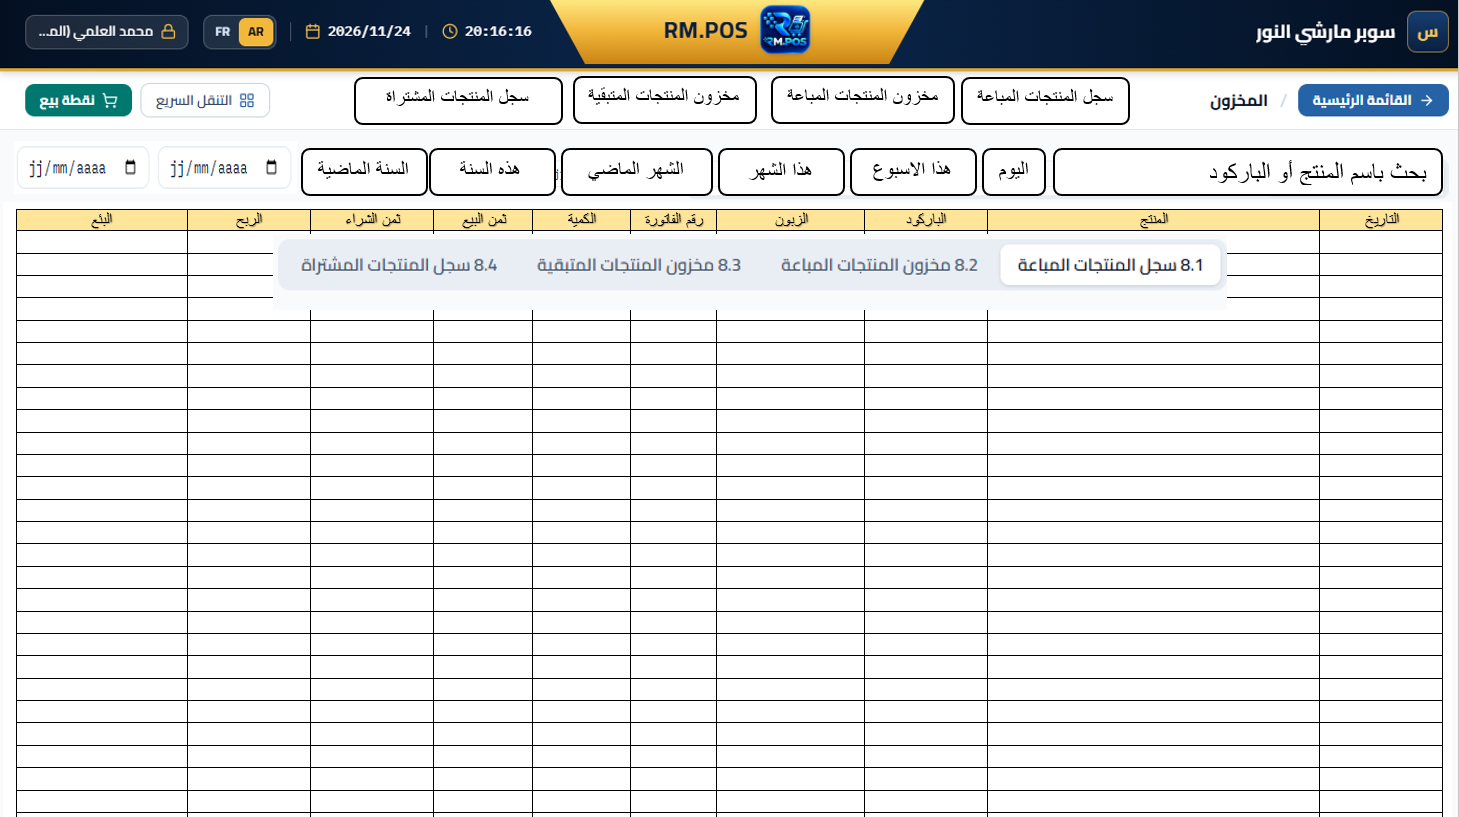 س
سوبر مارشي النور
RM.POS
RM.POS
20:16:16
|
2026/11/24
AR
FR
محمد العلمي (الم...
القائمة الرئيسية
/
المخزون
سجل المنتجات المباعة
مخزون المنتجات المباعة
مخزون المنتجات المتبقية
سجل المنتجات المشتراة
التنقل السريع
نقطة بيع
بحث باسم المنتج أو الباركود
اليوم
هذا الاسبوع
هذا الشهر
الشهر الماضي
هذه السنة
السنة الماضية
jj/mm/aaaa
jj/mm/aaaa
التاريخ
المنتج
الباركود
الزبون
رقم الفاتورة
الكمية
ثمن البيع
ثمن الشراء
الربح
البئع
8.1 سجل المنتجات المباعة
8.2 مخزون المنتجات المباعة
8.3 مخزون المنتجات المتبقية
8.4 سجل المنتجات المشتراة